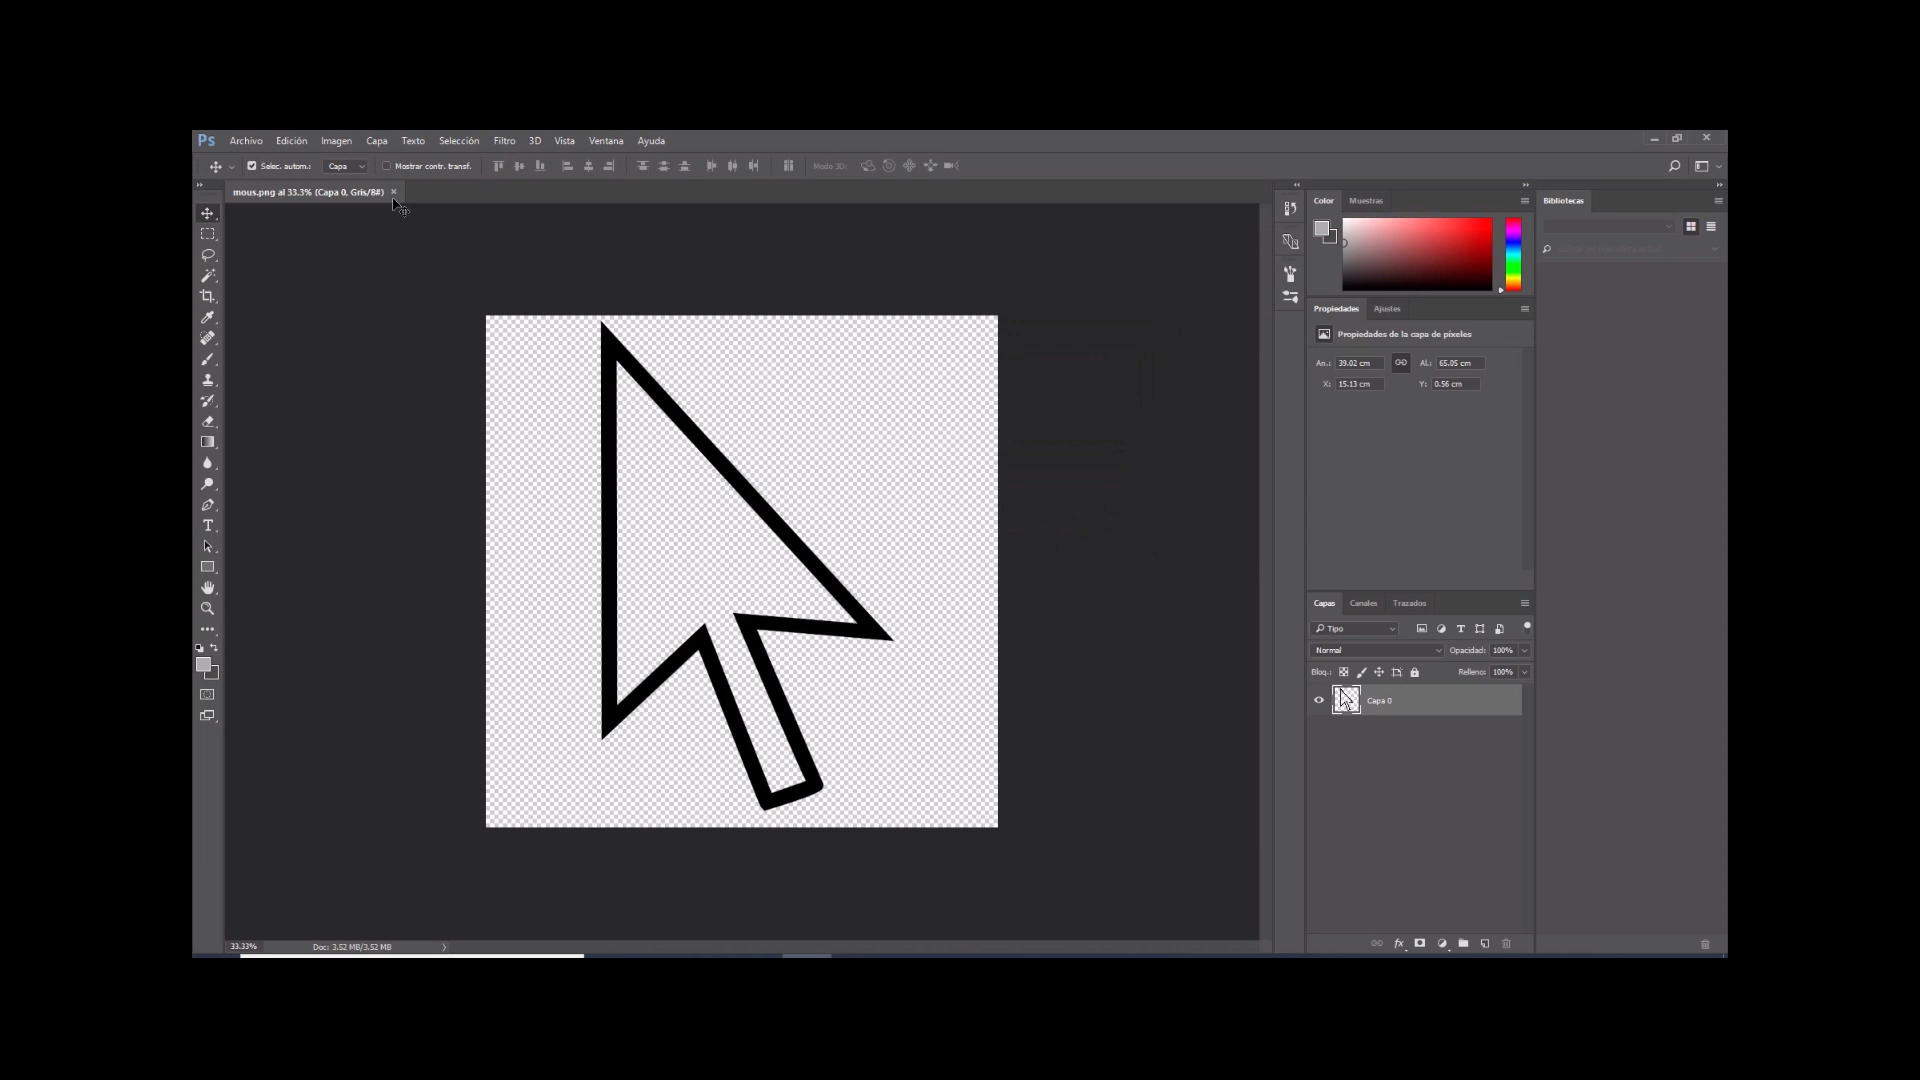 Ps Archivo Edición Imagen Capa Texto Selección Filtro 3D Vista Ventana Ayuda
Selec. autom.: Capa Mostrar contr. transf. Modo 3D:
mous.png al 33.3% (Capa 0, Gris/8#) ×
Color Muestras
Bibliotecas
Propiedades Ajustes
Propiedades de la capa de píxeles
An.: 39.02 cm Al.: 65.05 cm
X: 15.13 cm Y: 0.56 cm
Capas Canales Trazados
Tipo
Normal Opacidad: 100%
Bloq.: Relleno: 100%
Capa 0
fx
33.33% Doc: 3.52 MB/3.52 MB